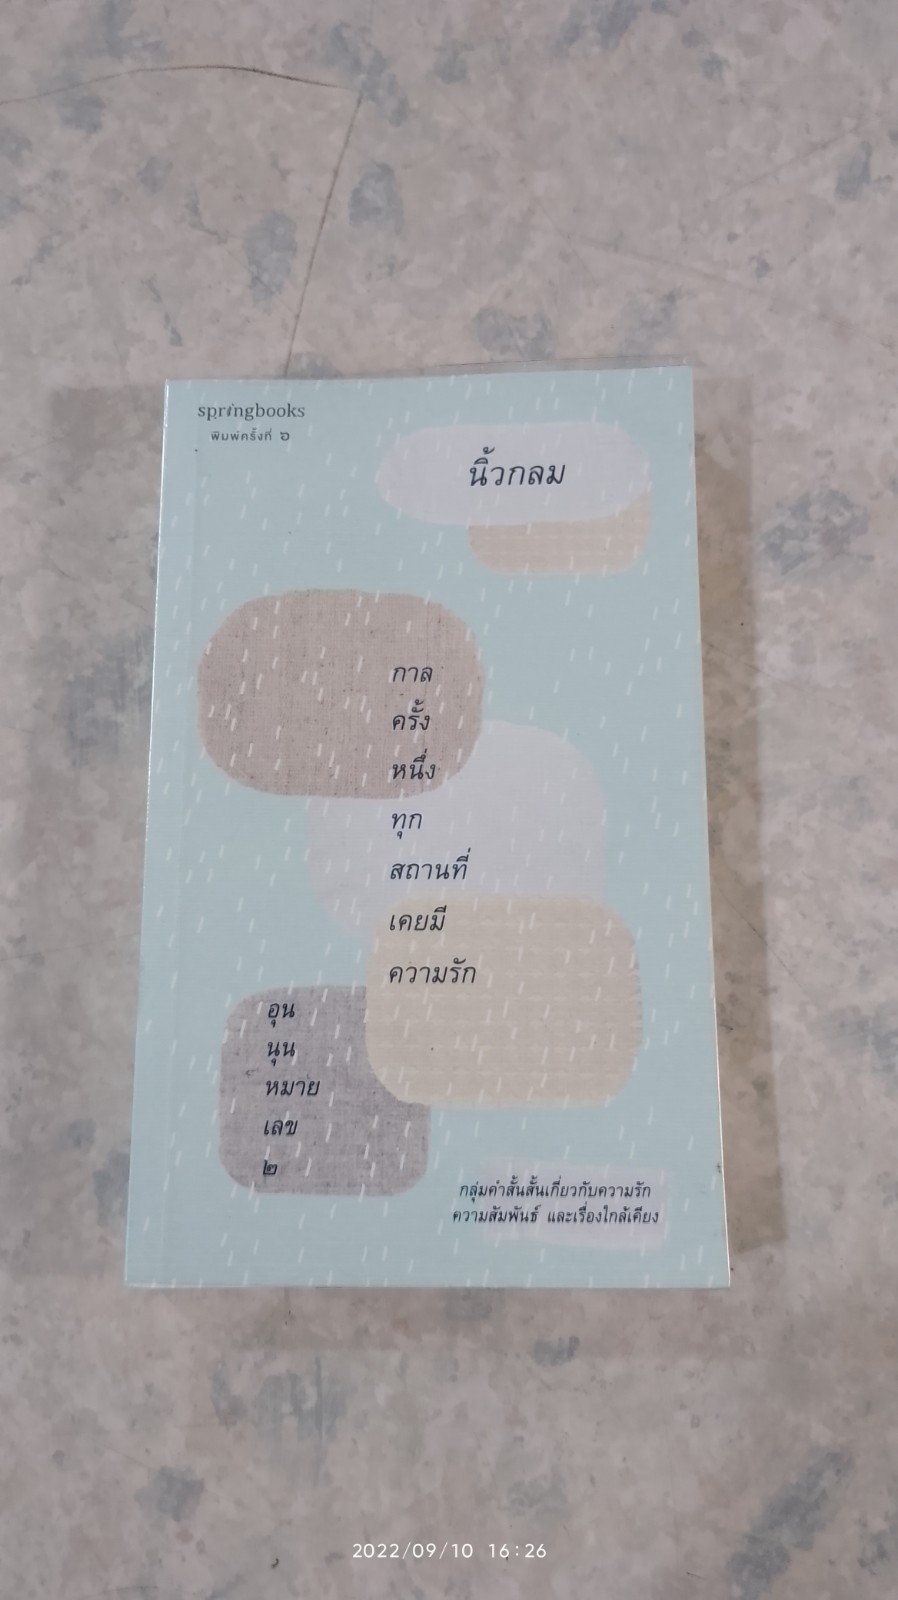 springbooks
พิมพ์ครั้งที่ ๖
นิ้วกลม
กาล
ครั้ง
หนึ่ง
ทุก
สถานที่
เคยมี
ความรัก
อุน
นุน
หมาย
เลข
๒
กลุ่มคำสั้นสั้นเกี่ยวกับความรัก
ความสัมพันธ์ และเรื่องใกล้เคียง
2022/09/10 16:26